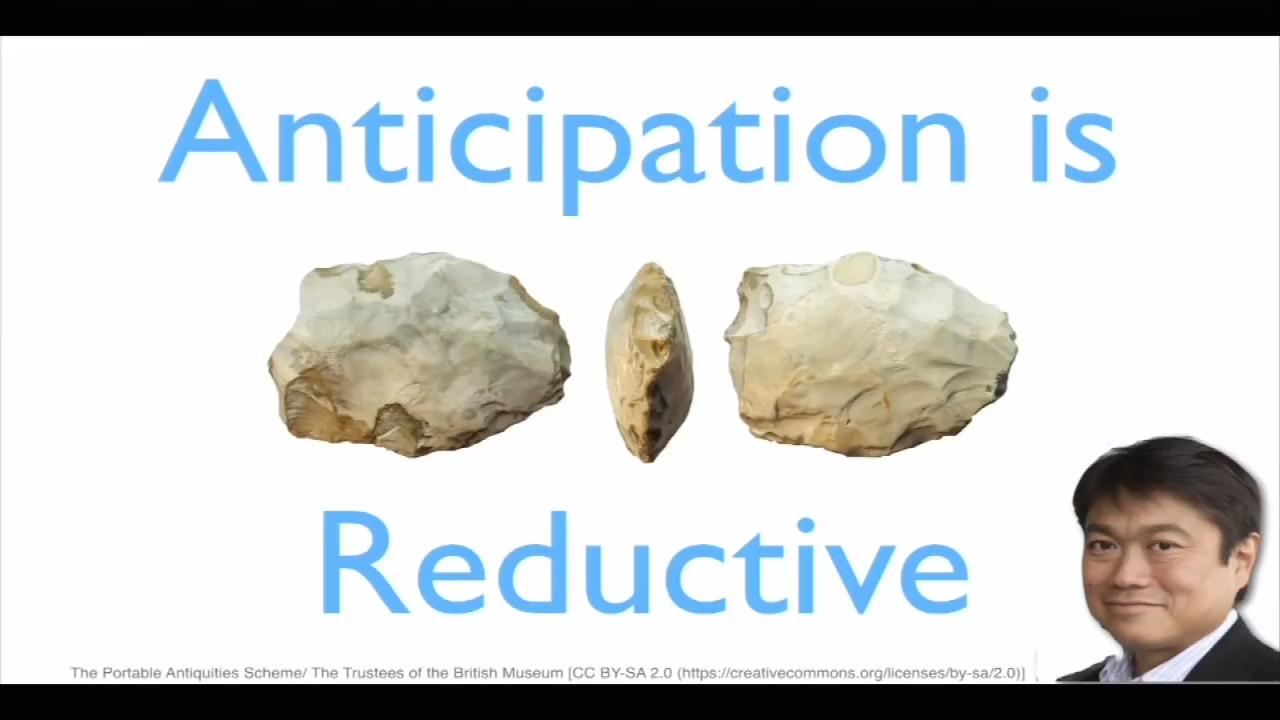 Anticipation is
Reductive
The Portable Antiquities Scheme/ The Trustees of the British Museum [CC BY-SA 2.0 (https://creativecommons.org/licenses/by-sa/2.0)]